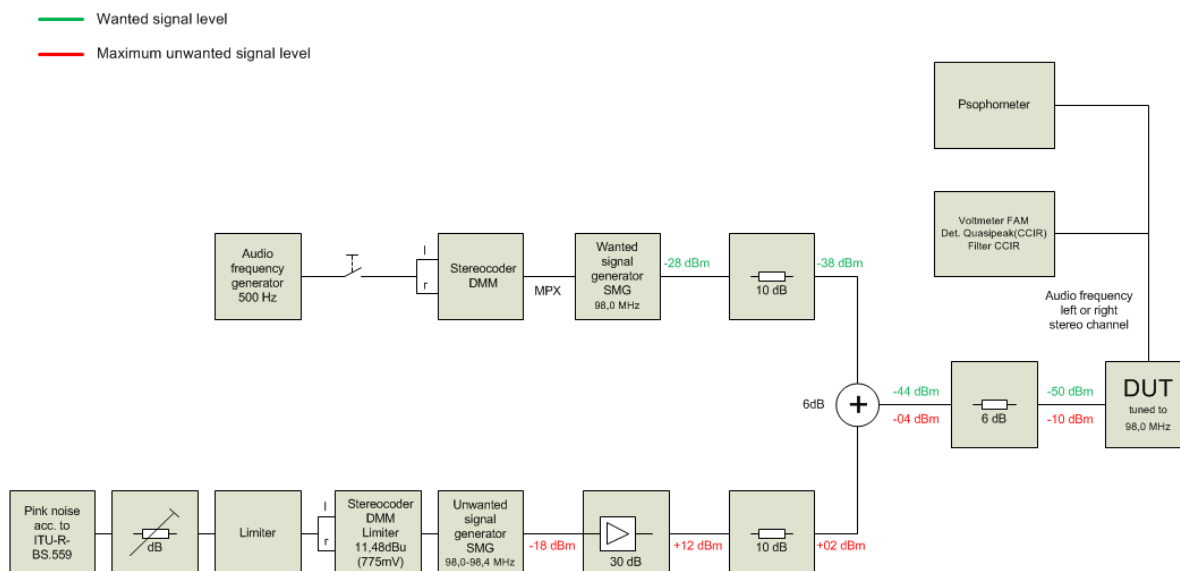 Wanted signal level
Maximum unwanted signal level
Psophometer
Voltmeter FAM
Det. Quasipeak(CCIR)
Filter CCIR
Audio
frequency
generator
500 Hz
l
r
Stereocoder
DMM
MPX
Wanted
signal
generator
SMG
98,0 MHz
-28 dBm
10 dB
-38 dBm
Audio frequency
left or right
stereo channel
6dB
+
-44 dBm
-04 dBm
6 dB
-50 dBm
-10 dBm
DUT
tuned to
98,0 MHz
Pink noise
acc. to
ITU-R-
BS.559
dB
Limiter
l
r
Stereocoder
DMM
Limiter
11,48dBu
(775mV)
Unwanted
signal
generator
SMG
98,0-98,4 MHz
-18 dBm
30 dB
+12 dBm
10 dB
+02 dBm